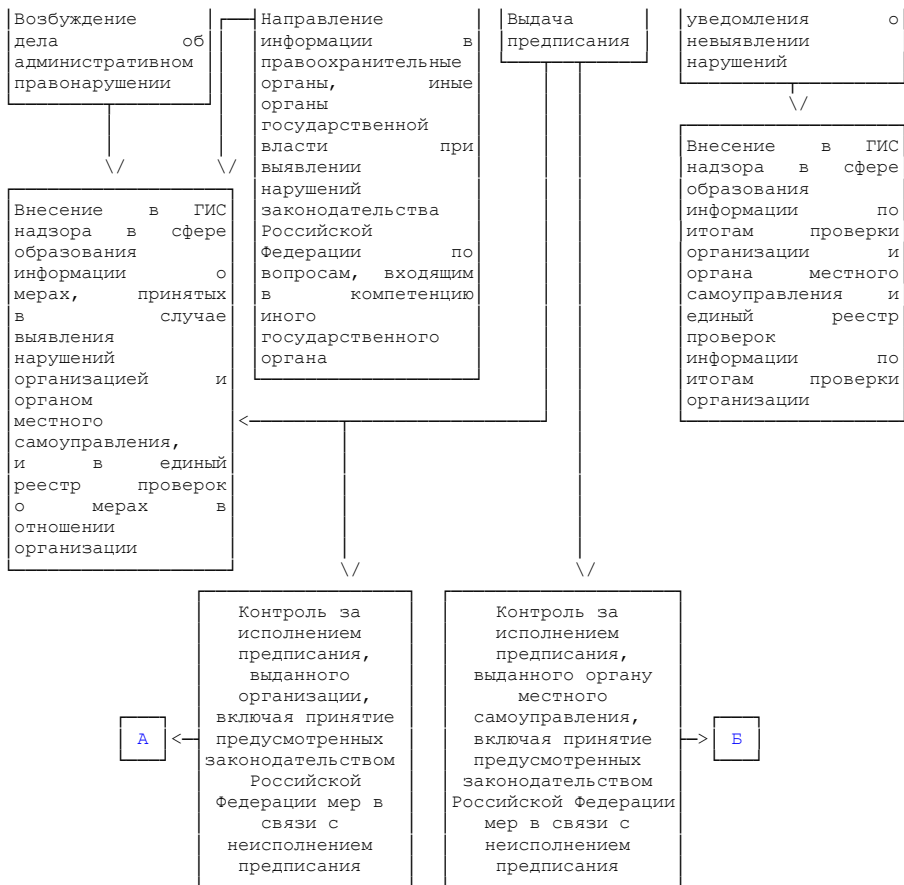 Возбуждение
дела об
административном
правонарушении
Направление
информации в
правоохранительные
органы, иные
органы
государственной
власти при
выявлении
нарушений
законодательства
Российской
Федерации по
вопросам, входящим
в компетенцию
иного
государственного
органа
Выдача
предписания
уведомления о
невыявлении
нарушений
Внесение в ГИС
надзора в сфере
образования
информации о
мерах, принятых
в случае
выявления
нарушений
организацией и
органом
местного
самоуправления,
и в единый
реестр проверок
о мерах в
отношении
организации
Внесение в ГИС
надзора в сфере
образования
информации по
итогам проверки
организации и
органа местного
самоуправления и
единый реестр
проверок
информации по
итогам проверки
организации
А
Контроль за
исполнением
предписания,
выданного
организации,
включая принятие
предусмотренных
законодательством
Российской
Федерации мер в
связи с
неисполнением
предписания
Контроль за
исполнением
предписания,
выданного органу
местного
самоуправления,
включая принятие
предусмотренных
законодательством
Российской Федерации
мер в связи с
неисполнением
предписания
Б